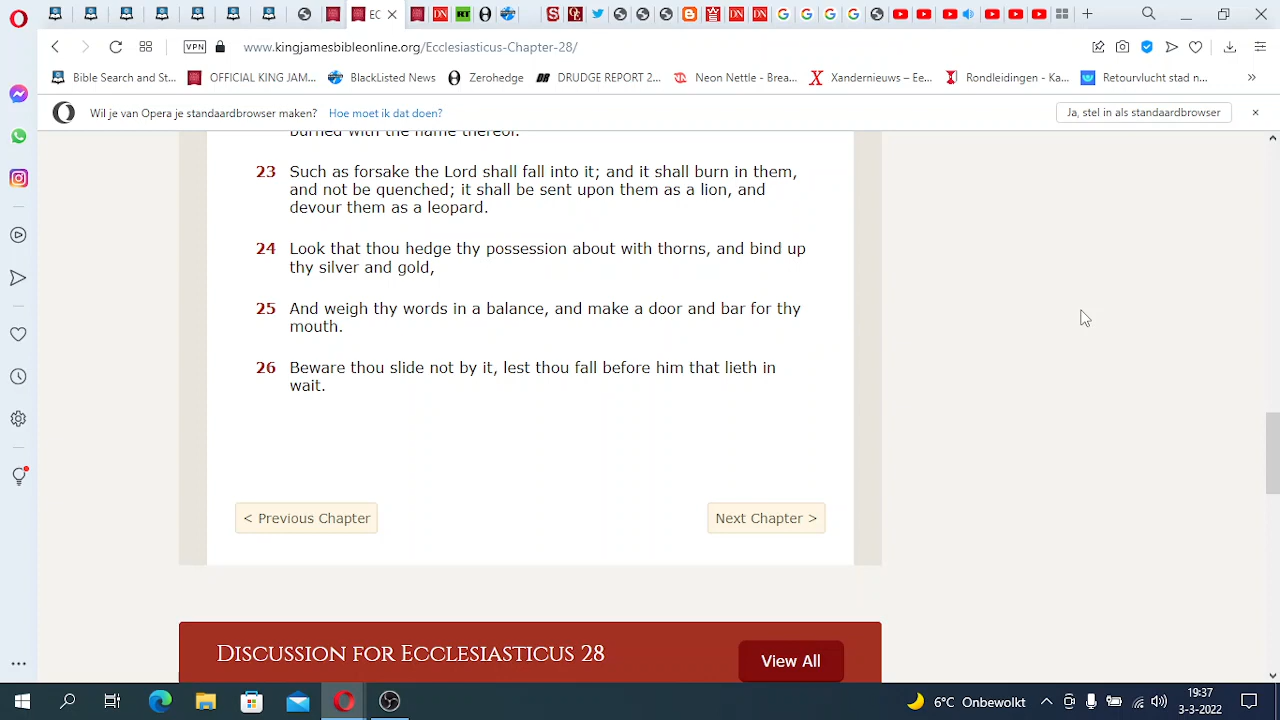 www.kingjamesbibleonline.org/Ecclesiasticus-Chapter-28/
VPN
Bible Search and St... OFFICIAL KING JAM... BlackListed News Zerohedge DRUDGE REPORT 2... Neon Nettle - Brea... Xandernieuws – Ee... Rondleidingen - Ka... Retourvlucht stad n...
Wil je van Opera je standaardbrowser maken? Hoe moet ik dat doen? Ja, stel in als standaardbrowser
23 Such as forsake the Lord shall fall into it; and it shall burn in them,
and not be quenched; it shall be sent upon them as a lion, and
devour them as a leopard.
24 Look that thou hedge thy possession about with thorns, and bind up
thy silver and gold,
25 And weigh thy words in a balance, and make a door and bar for thy
mouth.
26 Beware thou slide not by it, lest thou fall before him that lieth in
wait.
< Previous Chapter Next Chapter >
Discussion for Ecclesiasticus 28 View All
6°C Onbewolkt
19:37
3-3-2022